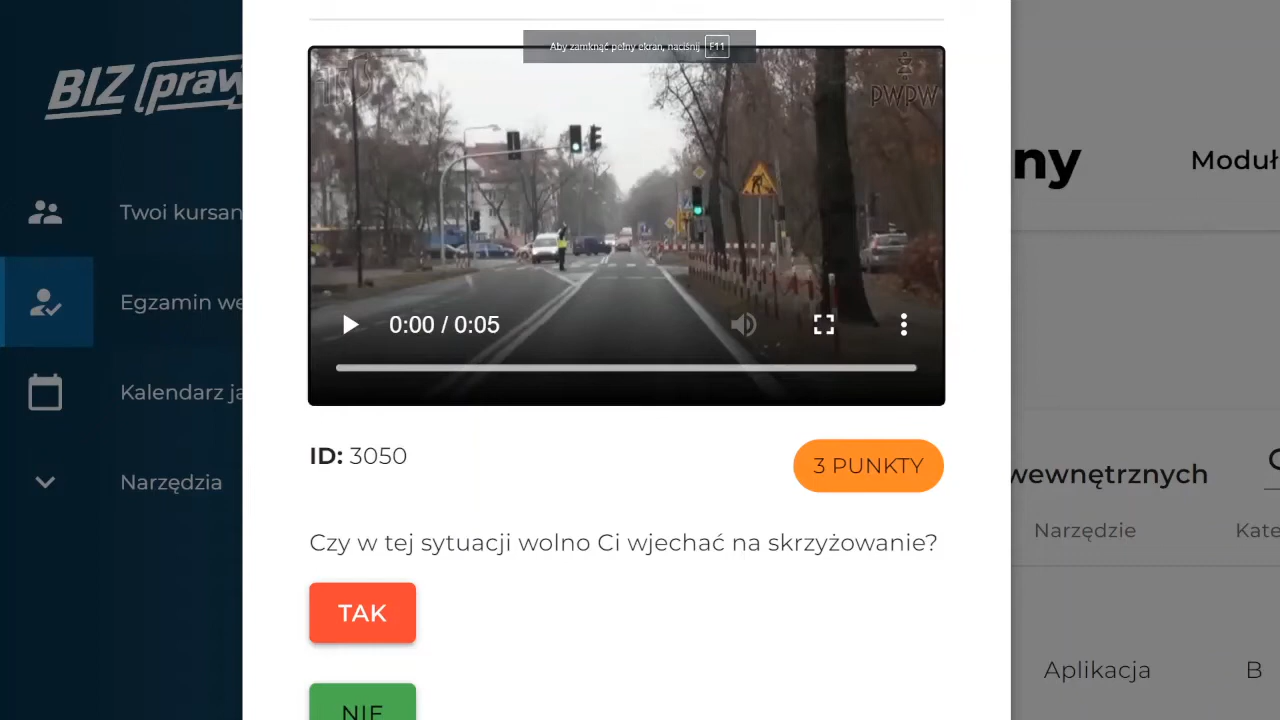 Aby zamknąć pełny ekran, naciśnij F11
BIZ praw
PWPW
ny
Moduł
Twoi kursan
Egzamin we
Kalendarz ja
Narzędzia
0:00 / 0:05
ID: 3050
3 PUNKTY
wewnętrznych
Narzędzie
Kate
Czy w tej sytuacji wolno Ci wjechać na skrzyżowanie?
TAK
NIE
Aplikacja
B